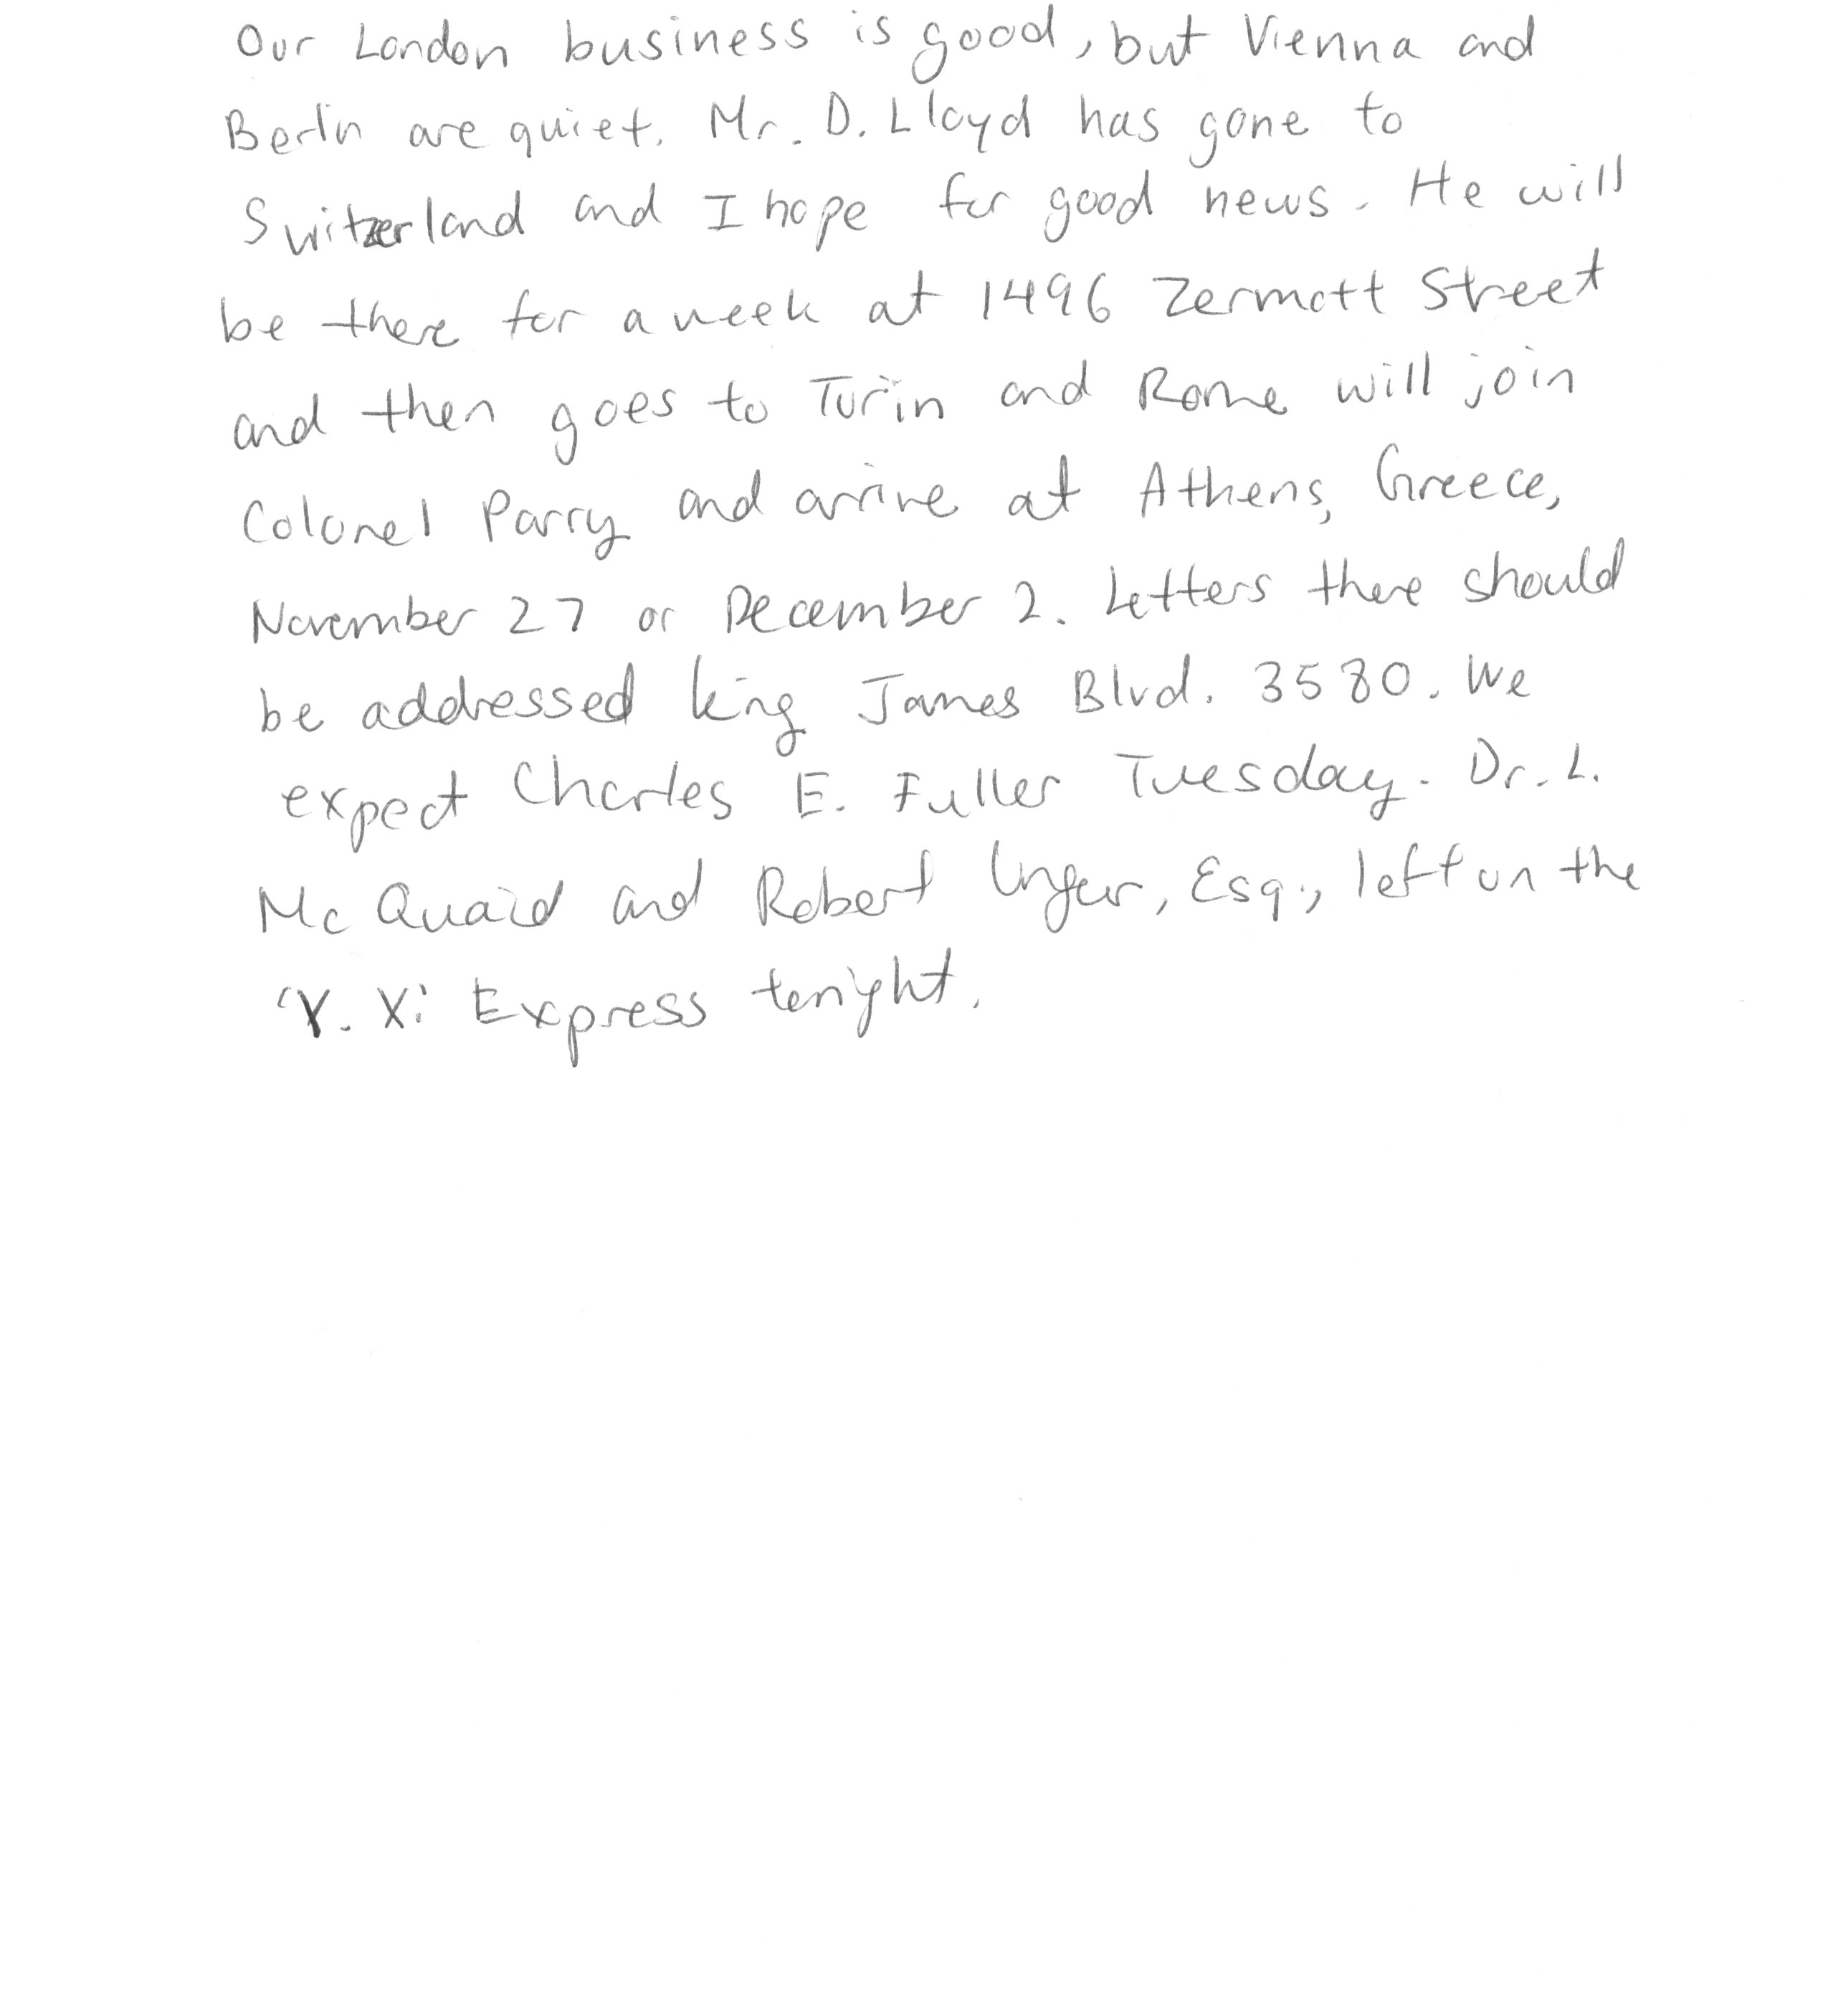 Our London business is good, but Vienna and
Berlin are quiet. Mr. D. Lloyd has gone to
Switzerland and I hope for good news. He will
be there for a week at 1496 Zermatt Street
and then goes to Turin and Rome will join
Colonel Parry and arrive at Athens, Greece,
November 27 or December 2. Letters there should
be addressed King James Blvd. 3580. We
expect Charles E. Fuller Tuesday. Dr. L.
Mc Quaid and Robert Unger, Esq., left on the
'Y. X.' Express tonight.